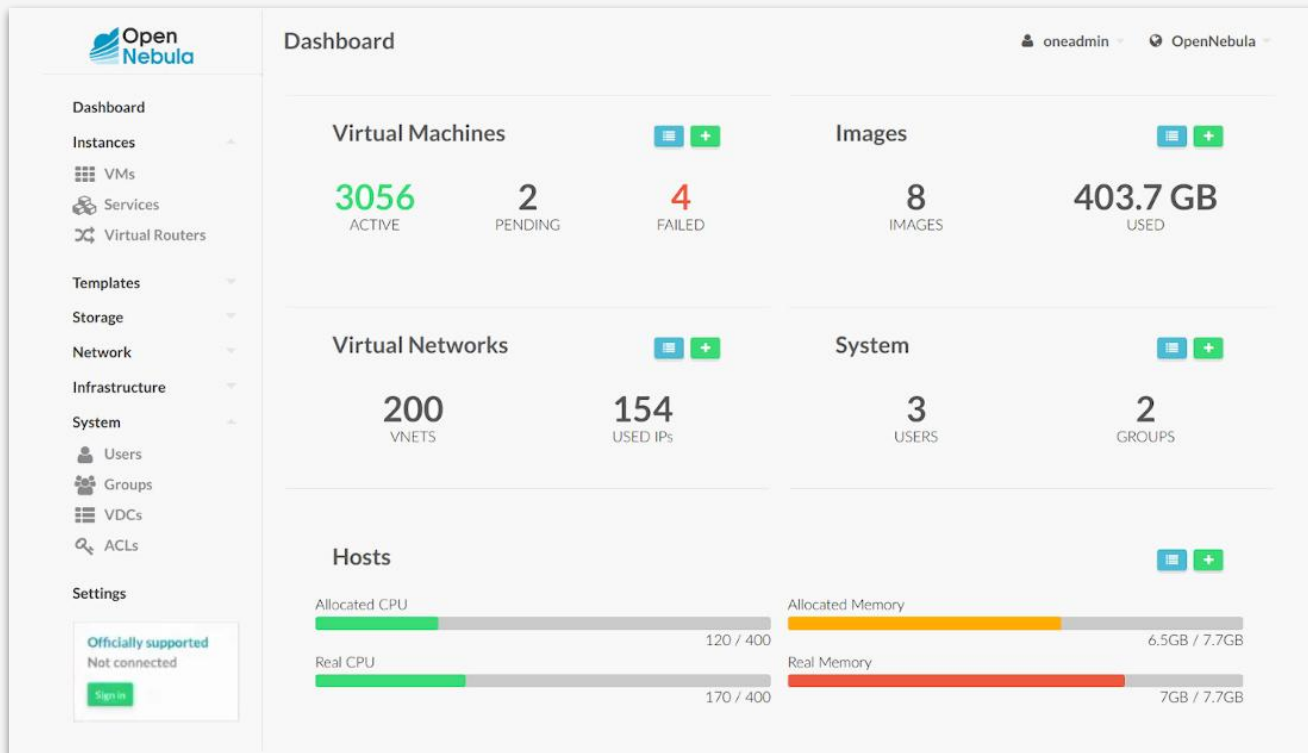 Open
Nebula
Dashboard
oneadmin
OpenNebula
Dashboard
Instances
VMs
Services
Virtual Routers
Templates
Storage
Network
Infrastructure
System
Users
Groups
VDCs
ACLs
Settings
Officially supported
Not connected
Sign in
Virtual Machines
3056
ACTIVE
2
PENDING
4
FAILED
Images
8
IMAGES
403.7 GB
USED
Virtual Networks
200
VNETS
154
USED IPs
System
3
USERS
2
GROUPS
Hosts
Allocated CPU
120 / 400
Real CPU
170 / 400
Allocated Memory
6.5GB / 7.7GB
Real Memory
7GB / 7.7GB